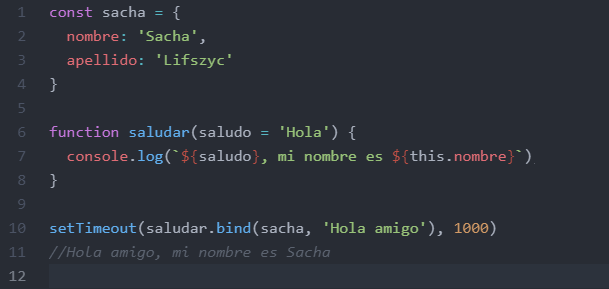 1 const sacha = {
2   nombre: 'Sacha',
3   apellido: 'Lifszyc'
4 }
5
6 function saludar(saludo = 'Hola') {
7   console.log(`${saludo}, mi nombre es ${this.nombre}`)
8 }
9
10 setTimeout(saludar.bind(sacha, 'Hola amigo'), 1000)
11 //Hola amigo, mi nombre es Sacha
12